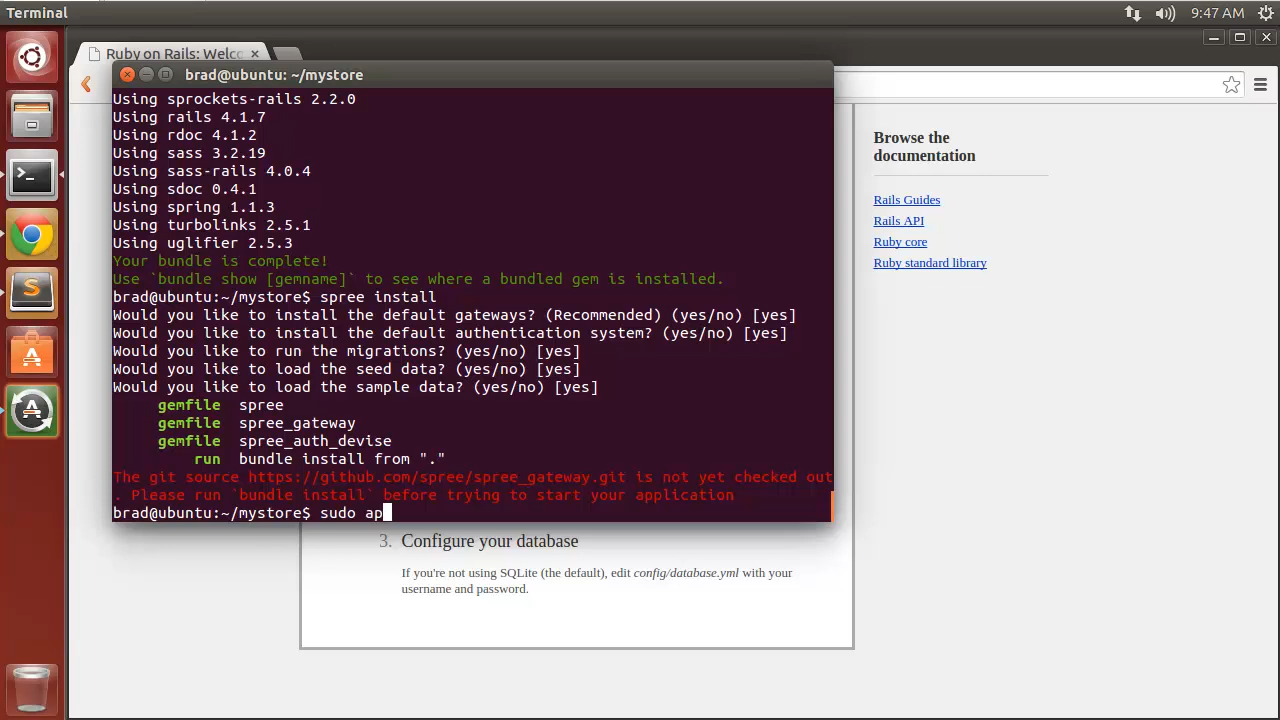 Terminal
9:47 AM
Ruby on Rails: Welc
brad@ubuntu: ~/mystore
Using sprockets-rails 2.2.0
Using rails 4.1.7
Using rdoc 4.1.2
Using sass 3.2.19
Using sass-rails 4.0.4
Using sdoc 0.4.1
Using spring 1.1.3
Using turbolinks 2.5.1
Using uglifier 2.5.3
Your bundle is complete!
Use `bundle show [gemname]` to see where a bundled gem is installed.
brad@ubuntu:~/mystore$ spree install
Would you like to install the default gateways? (Recommended) (yes/no) [yes]
Would you like to install the default authentication system? (yes/no) [yes]
Would you like to run the migrations? (yes/no) [yes]
Would you like to load the seed data? (yes/no) [yes]
Would you like to load the sample data? (yes/no) [yes]
gemfile  spree
gemfile  spree_gateway
gemfile  spree_auth_devise
run  bundle install from "."
The git source https://github.com/spree/spree_gateway.git is not yet checked out
. Please run `bundle install` before trying to start your application
brad@ubuntu:~/mystore$ sudo ap
3. Configure your database
If you're not using SQLite (the default), edit config/database.yml with your
username and password.
Browse the
documentation
Rails Guides
Rails API
Ruby core
Ruby standard library